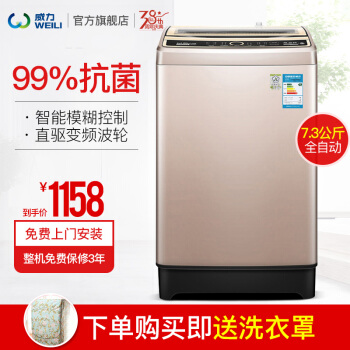 威力
WEILI
官方旗舰店
38th
99%抗菌
• 智能模糊控制
• 直驱变频波轮
到手价 ¥1158
免费上门安装
整机免费保修3年
7.3公斤
全自动
下单购买即送洗衣罩